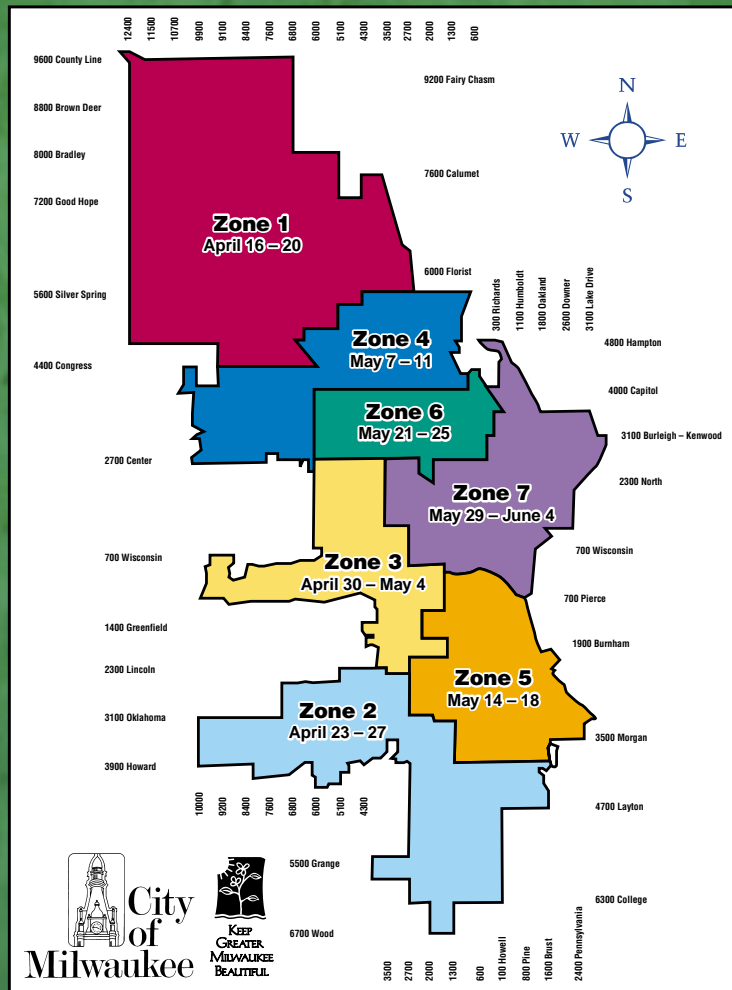 12400
11500
10700
9900
9100
8400
7600
6800
6000
5100
4300
3500
2700
2000
1300
600
9600 County Line
9200 Fairy Chasm
8800 Brown Deer
8000 Bradley
7600 Calumet
7200 Good Hope
N
W
E
S
Zone 1
April 16 – 20
6000 Florist
5600 Silver Spring
300 Richards
1100 Humboldt
1800 Oakland
2600 Downer
3100 Lake Drive
Zone 4
May 7 – 11
4800 Hampton
4400 Congress
4000 Capitol
Zone 6
May 21 – 25
3100 Burleigh – Kenwood
2700 Center
2300 North
Zone 7
May 29 – June 4
700 Wisconsin
700 Wisconsin
Zone 3
April 30 – May 4
700 Pierce
1400 Greenfield
1900 Burnham
2300 Lincoln
Zone 5
May 14 – 18
Zone 2
April 23 – 27
3100 Oklahoma
3500 Morgan
3900 Howard
10000
9200
8400
7600
6800
6000
5100
4300
4700 Layton
5500 Grange
6300 College
6700 Wood
3500
2700
2000
1300
600
100 Howell
800 Pine
1600 Brust
2400 Pennsylvania
City
of
Milwaukee
KEEP
GREATER
MILWAUKEE
BEAUTIFUL